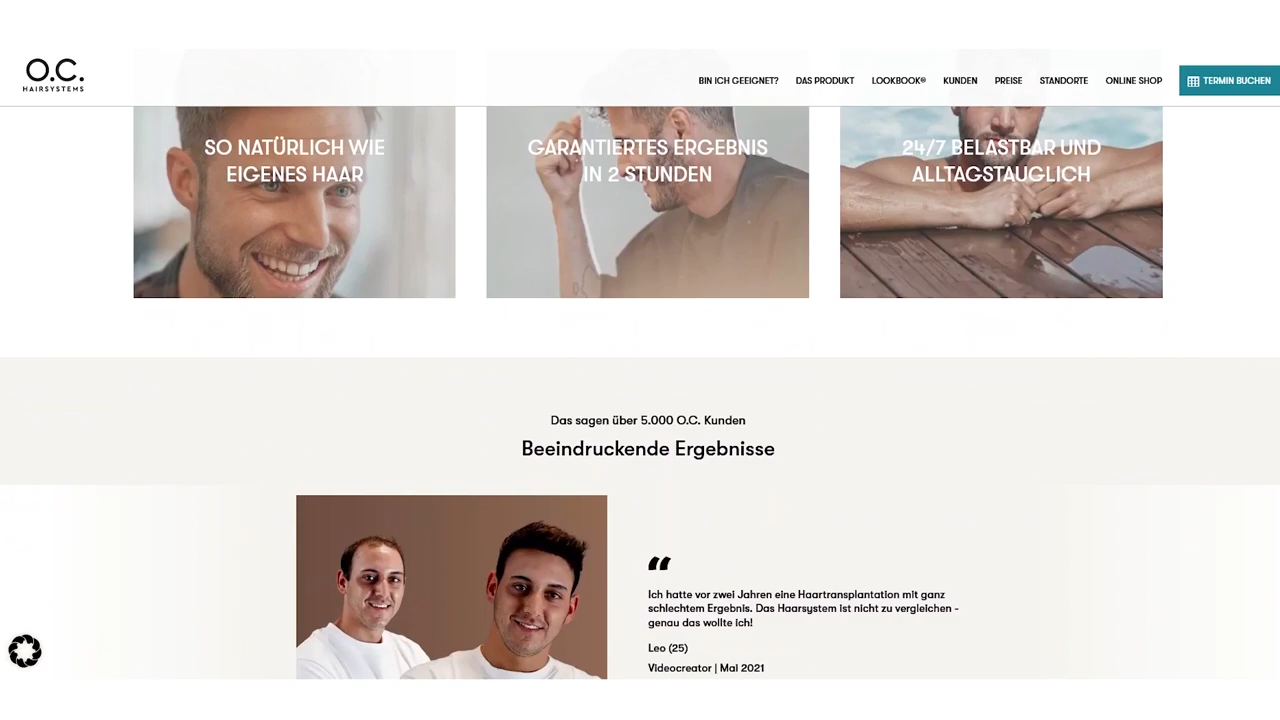 O.C.
HAIRSYSTEMS
BIN ICH GEEIGNET?
DAS PRODUKT
LOOKBOOK®
KUNDEN
PREISE
STANDORTE
ONLINE SHOP
TERMIN BUCHEN
SO NATÜRLICH WIE
EIGENES HAAR
GARANTIERTES ERGEBNIS
IN 2 STUNDEN
24/7 BELASTBAR UND
ALLTAGSTAUGLICH
Das sagen über 5.000 O.C. Kunden
Beeindruckende Ergebnisse
“
Ich hatte vor zwei Jahren eine Haartransplantation mit ganz
schlechtem Ergebnis. Das Haarsystem ist nicht zu vergleichen -
genau das wollte ich!
Leo (25)
Videocreator | Mai 2021